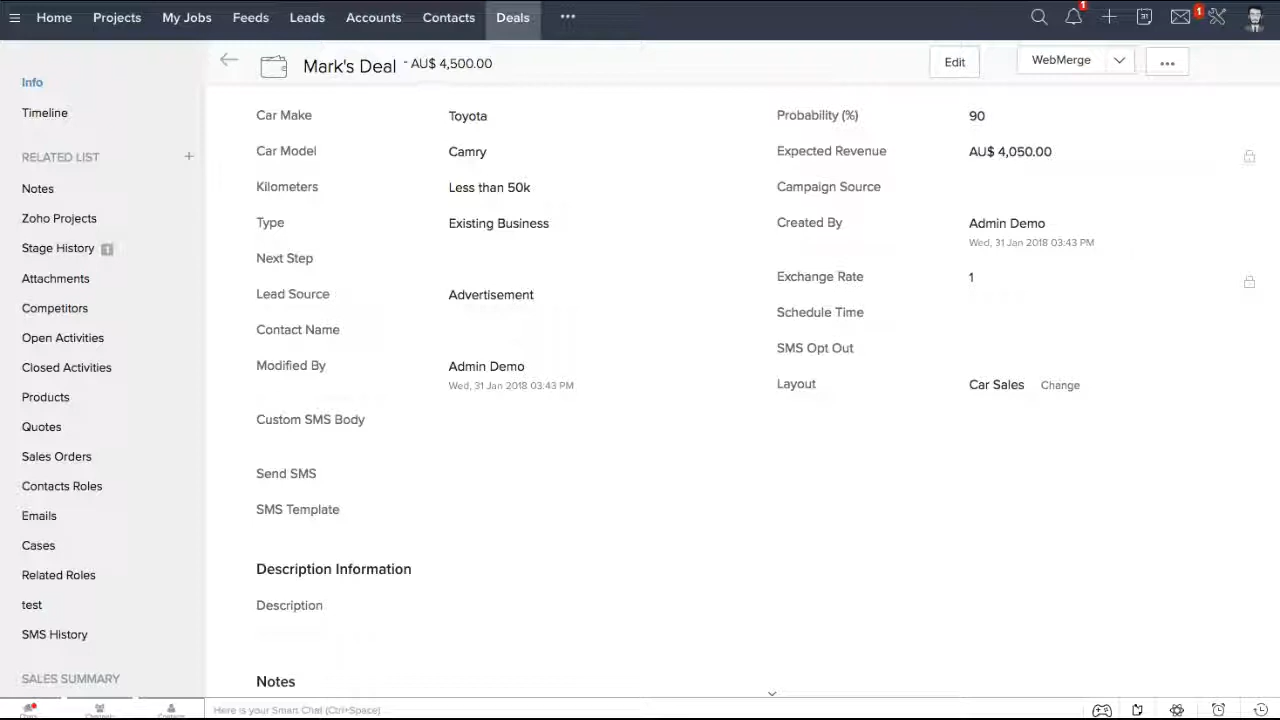 Home Projects My Jobs Feeds Leads Accounts Contacts Deals ••• 1 31 1
Mark's Deal - AU$ 4,500.00 Edit WebMerge •••
Info
Timeline
RELATED LIST +
Notes
Zoho Projects
Stage History 1
Attachments
Competitors
Open Activities
Closed Activities
Products
Quotes
Sales Orders
Contacts Roles
Emails
Cases
Related Roles
test
SMS History
SALES SUMMARY
Car Make Toyota
Car Model Camry
Kilometers Less than 50k
Type Existing Business
Next Step
Lead Source Advertisement
Contact Name
Modified By Admin Demo
Wed, 31 Jan 2018 03:43 PM
Custom SMS Body
Send SMS
SMS Template
Probability (%) 90
Expected Revenue AU$ 4,050.00
Campaign Source
Created By Admin Demo
Wed, 31 Jan 2018 03:43 PM
Exchange Rate 1
Schedule Time
SMS Opt Out
Layout Car Sales Change
Description Information
Description
Notes
Here is your Smart Chat (Ctrl+Space)